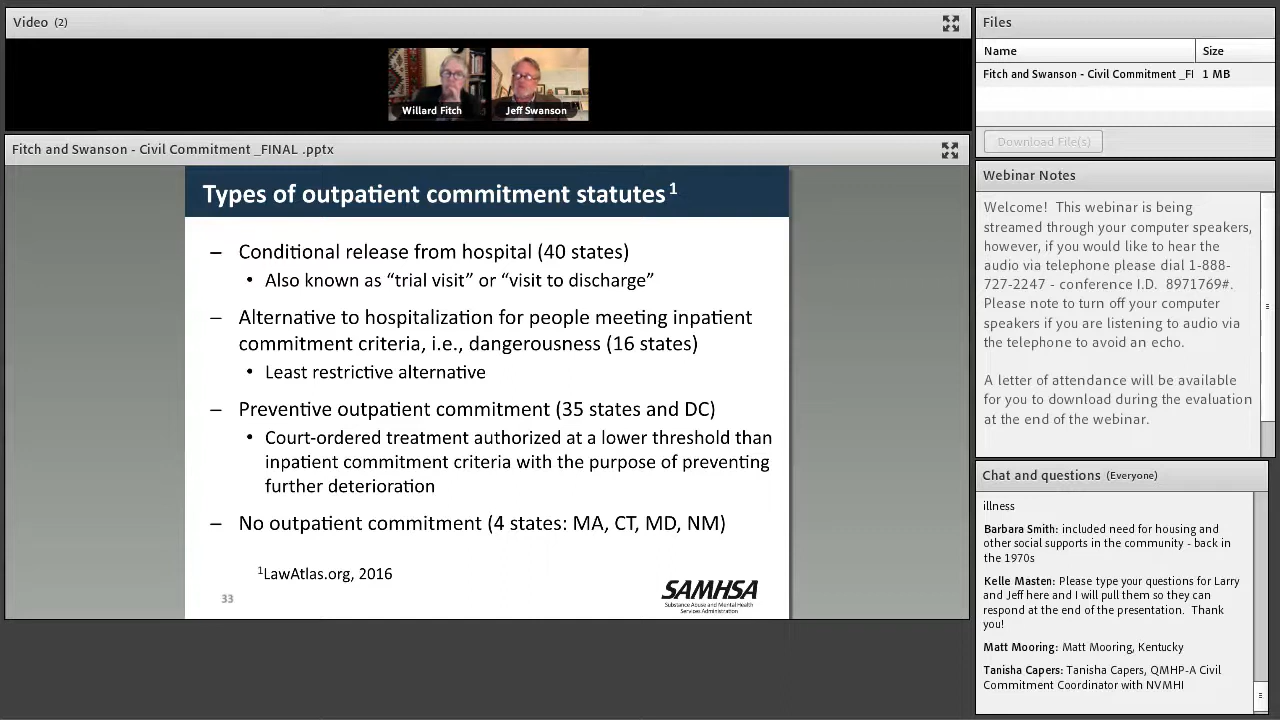 Video (2)
Willard Fitch
Jeff Swanson
Fitch and Swanson - Civil Commitment _FINAL .pptx
Types of outpatient commitment statutes1
– Conditional release from hospital (40 states)
• Also known as “trial visit” or “visit to discharge”
– Alternative to hospitalization for people meeting inpatient
commitment criteria, i.e., dangerousness (16 states)
• Least restrictive alternative
– Preventive outpatient commitment (35 states and DC)
• Court-ordered treatment authorized at a lower threshold than
inpatient commitment criteria with the purpose of preventing
further deterioration
– No outpatient commitment (4 states: MA, CT, MD, NM)
1LawAtlas.org, 2016
33
SAMHSA
Substance Abuse and Mental Health
Services Administration
Files
Name Size
Fitch and Swanson - Civil Commitment _FI 1 MB
Download File(s)
Webinar Notes
Welcome! This webinar is being
streamed through your computer speakers,
however, if you would like to hear the
audio via telephone please dial 1-888-
727-2247 - conference I.D. 8971769#.
Please note to turn off your computer
speakers if you are listening to audio via
the telephone to avoid an echo.
A letter of attendance will be available
for you to download during the evaluation
at the end of the webinar.
Chat and questions (Everyone)
illness
Barbara Smith: included need for housing and
other social supports in the community - back in
the 1970s
Kelle Masten: Please type your questions for Larry
and Jeff here and I will pull them so they can
respond at the end of the presentation. Thank
you!
Matt Mooring: Matt Mooring, Kentucky
Tanisha Capers: Tanisha Capers, QMHP-A Civil
Commitment Coordinator with NVMHI